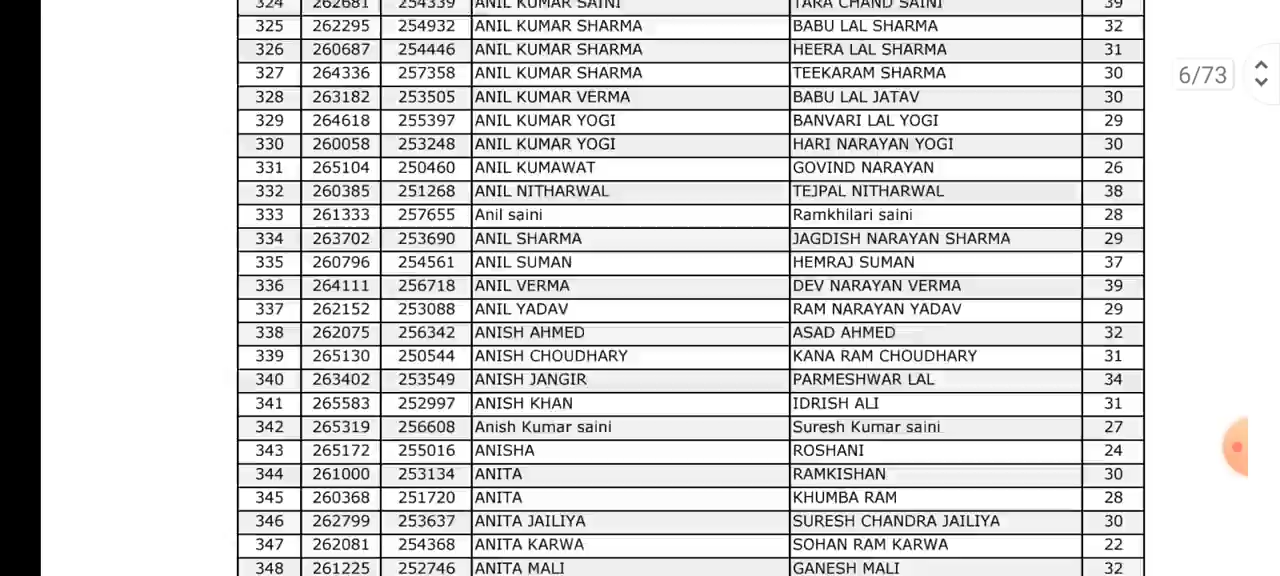 324 262681 254339 ANIL KUMAR SAINI TARA CHAND SAINI 39
325 262295 254932 ANIL KUMAR SHARMA BABU LAL SHARMA 32
326 260687 254446 ANIL KUMAR SHARMA HEERA LAL SHARMA 31
327 264336 257358 ANIL KUMAR SHARMA TEEKARAM SHARMA 30
6/73
328 263182 253505 ANIL KUMAR VERMA BABU LAL JATAV 30
329 264618 255397 ANIL KUMAR YOGI BANVARI LAL YOGI 29
330 260058 253248 ANIL KUMAR YOGI HARI NARAYAN YOGI 30
331 265104 250460 ANIL KUMAWAT GOVIND NARAYAN 26
332 260385 251268 ANIL NITHARWAL TEJPAL NITHARWAL 38
333 261333 257655 Anil saini Ramkhilari saini 28
334 263702 253690 ANIL SHARMA JAGDISH NARAYAN SHARMA 29
335 260796 254561 ANIL SUMAN HEMRAJ SUMAN 37
336 264111 256718 ANIL VERMA DEV NARAYAN VERMA 39
337 262152 253088 ANIL YADAV RAM NARAYAN YADAV 29
338 262075 256342 ANISH AHMED ASAD AHMED 32
339 265130 250544 ANISH CHOUDHARY KANA RAM CHOUDHARY 31
340 263402 253549 ANISH JANGIR PARMESHWAR LAL 34
341 265583 252997 ANISH KHAN IDRISH ALI 31
342 265319 256608 Anish Kumar saini Suresh Kumar saini 27
343 265172 255016 ANISHA ROSHANI 24
344 261000 253134 ANITA RAMKISHAN 30
345 260368 251720 ANITA KHUMBA RAM 28
346 262799 253637 ANITA JAILIYA SURESH CHANDRA JAILIYA 30
347 262081 254368 ANITA KARWA SOHAN RAM KARWA 22
348 261225 252746 ANITA MALI GANESH MALI 32